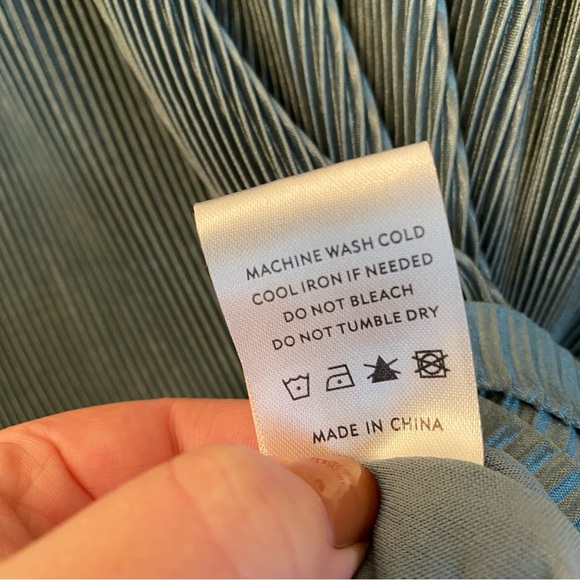 MACHINE WASH COLD
COOL IRON IF NEEDED
DO NOT BLEACH
DO NOT TUMBLE DRY
MADE IN CHINA